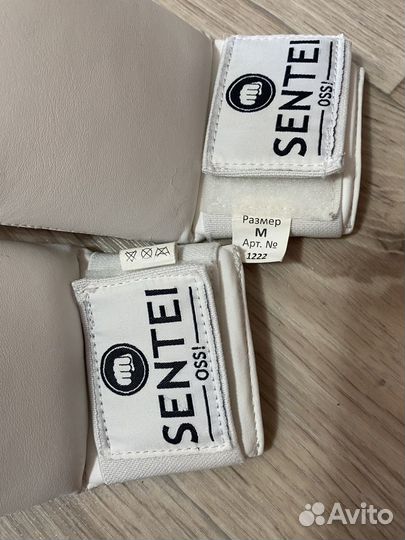 SENTEI
OSS!
Размер
M
Арт. №
1222
SENTEI
OSS!
Avito